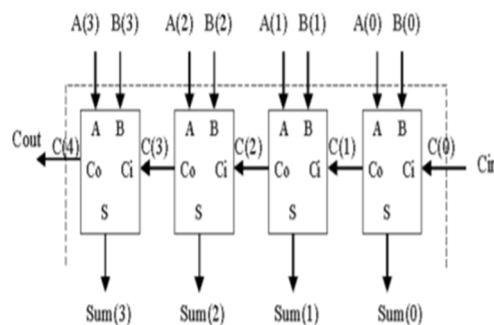 A(3) B(3) A(2) B(2) A(1) B(1) A(0) B(0)
A B A B A B A B
Cout C(4) C(3) C(2) C(1) C(0) Cin
Co Ci Co Ci Co Ci Co Ci
S S S S
Sum(3) Sum(2) Sum(1) Sum(0)